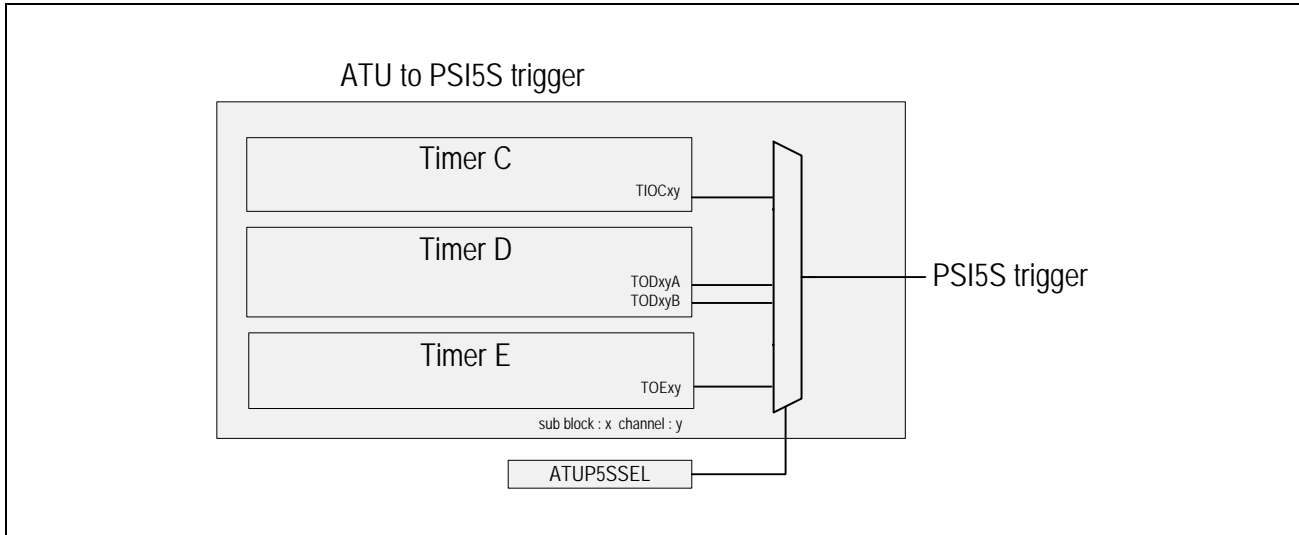 ATU to PSI5S trigger
Timer C
TIOCxy
Timer D
TODxyA
TODxyB
PSI5S trigger
Timer E
TOExy
sub block : x channel : y
ATUP5SSEL